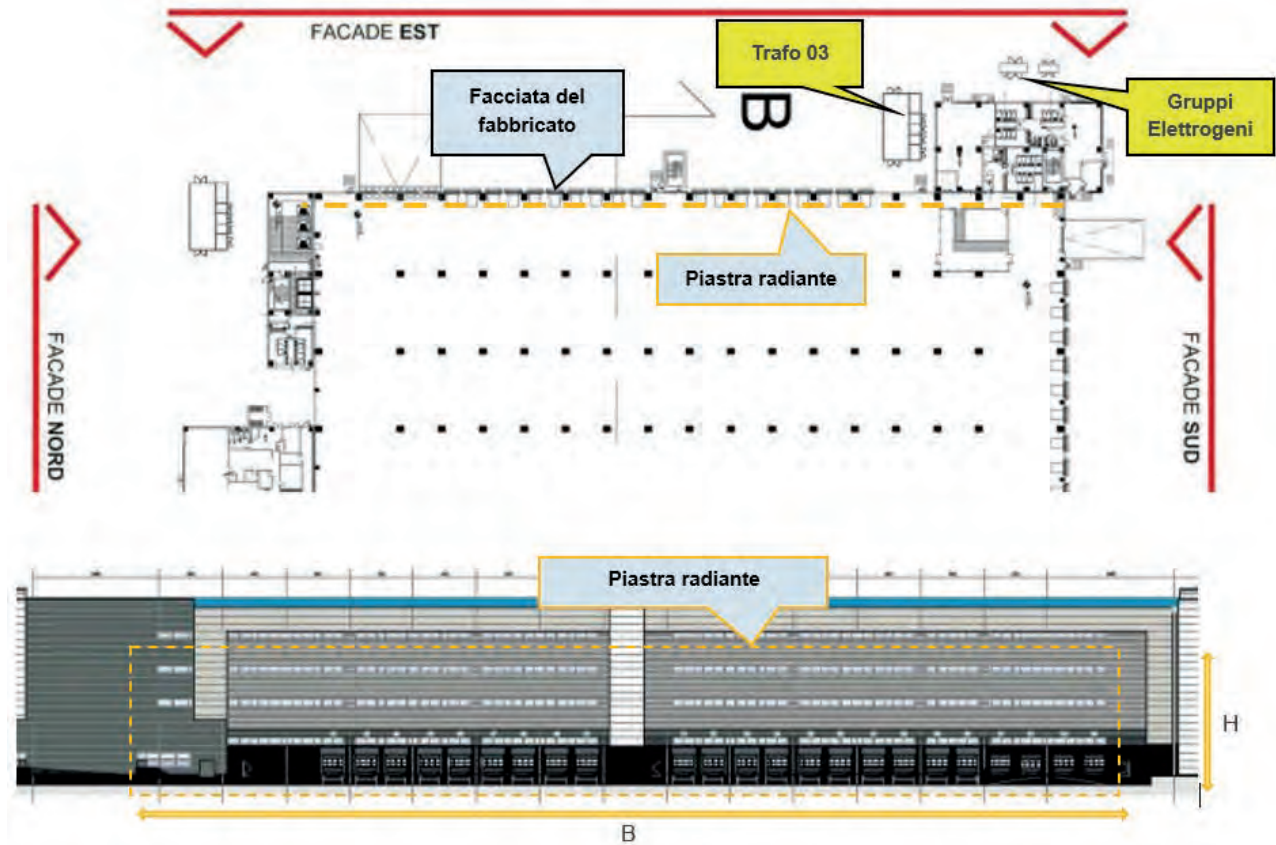 FACADE EST
Trafo 03
Facciata del
fabbricato
B
Gruppi
Elettrogeni
Piastra radiante
FACADE NORD
FACADE SUD
Piastra radiante
H
B